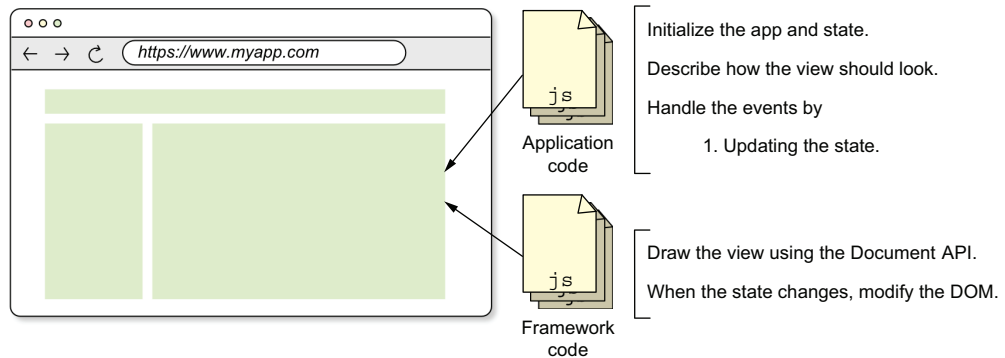 https://www.myapp.com
js
js
Application
code
Initialize the app and state.
Describe how the view should look.
Handle the events by
1. Updating the state.
js
js
Framework
code
Draw the view using the Document API.
When the state changes, modify the DOM.